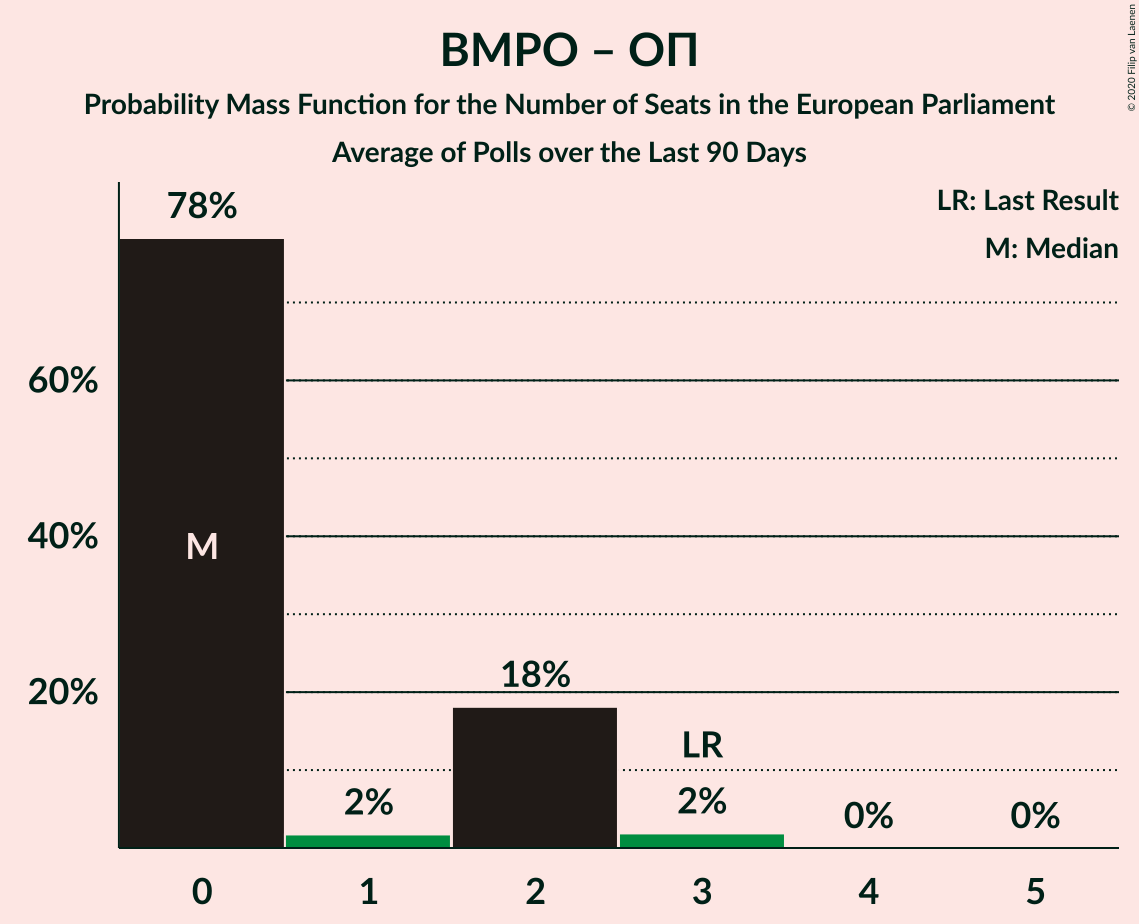 ВМРО – ОП
Probability Mass Function for the Number of Seats in the European Parliament
Average of Polls over the Last 90 Days
© 2020 Filip van Laenen
LR: Last Result
M: Median
78%
60%
40%
M
20%
18%
LR
2%
2%
0%
0%
0
1
2
3
4
5